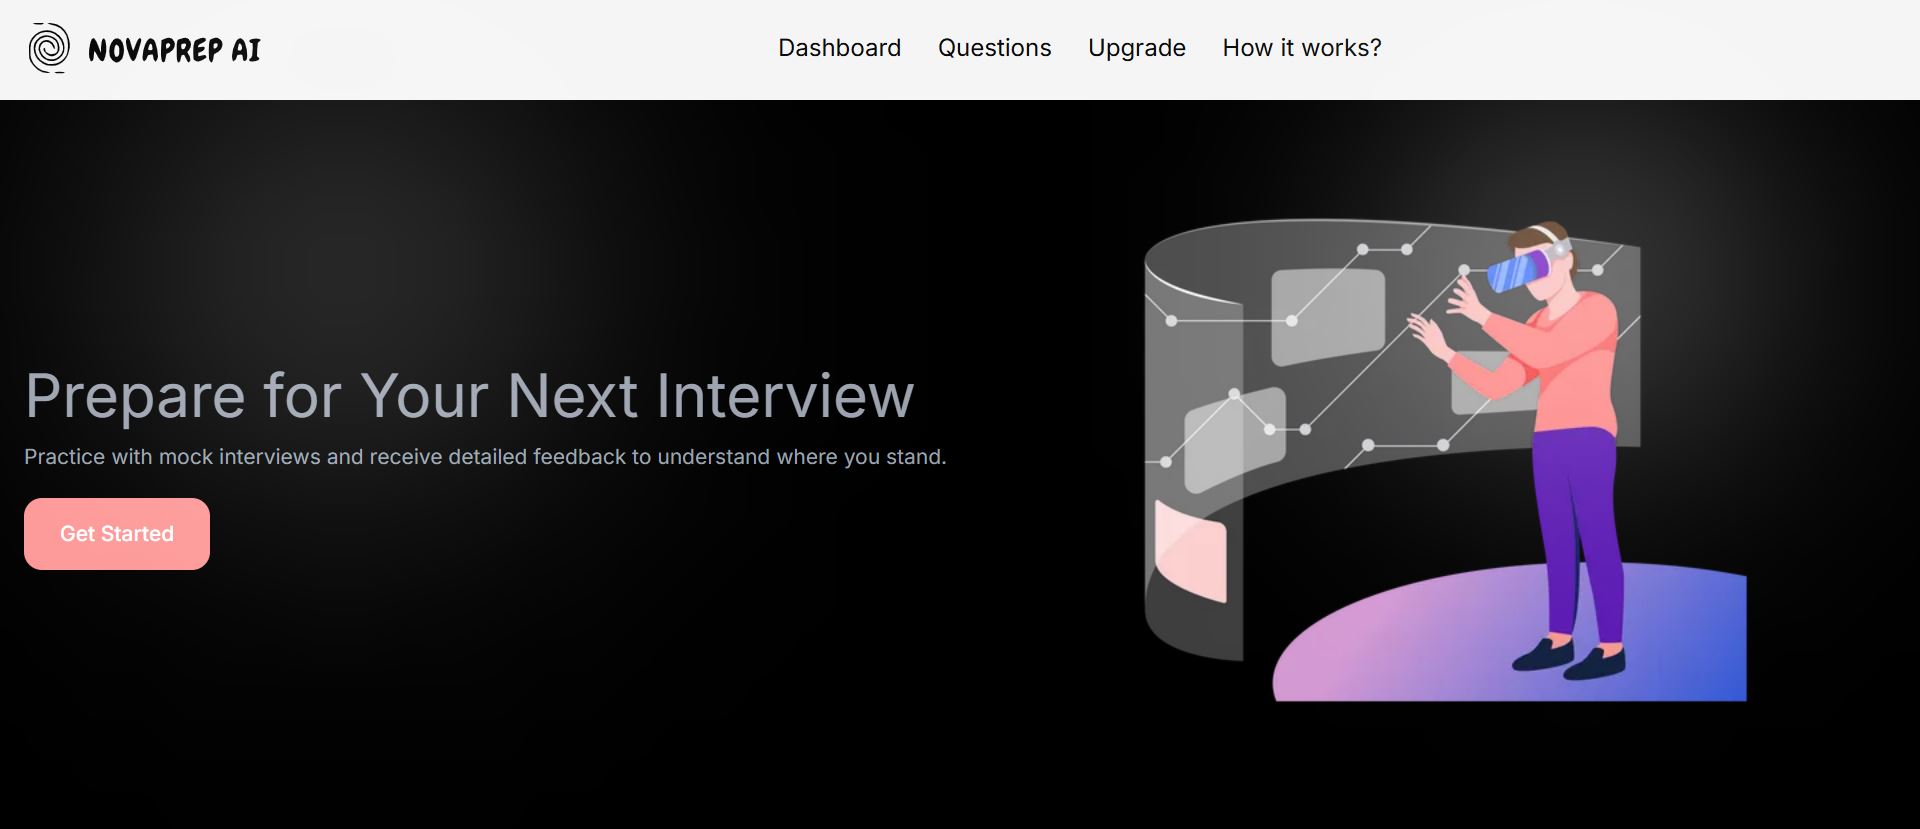 NOVAPREP AI
Dashboard Questions Upgrade How it works?
Prepare for Your Next Interview
Practice with mock interviews and receive detailed feedback to understand where you stand.
Get Started